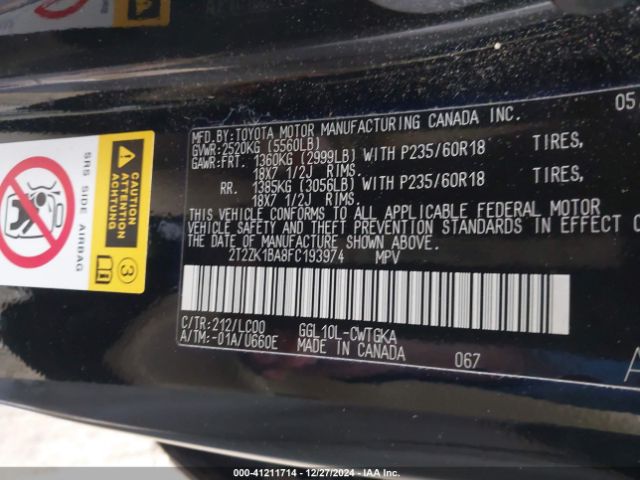 MFD.BY:TOYOTA MOTOR MANUFACTURING CANADA INC. 05
GVWR:2520KG (5560LB)
GAWR:FRT. 1360KG (2999LB) WITH P235/60R18 TIRES,
18X7 1/2J RIMS.
RR. 1385KG (3056LB) WITH P235/60R18 TIRES,
18X7 1/2J RIMS.
THIS VEHICLE CONFORMS TO ALL APPLICABLE FEDERAL MOTOR
VEHICLE SAFETY AND THEFT PREVENTION STANDARDS IN EFFECT
THE DATE OF MANUFACTURE SHOWN ABOVE.
2T2ZK1BA8FC193974 MPV
C/TR:212/LC00 GGL10L-CWTGKA
A/TM:-01A/U660E MADE IN CANADA 067
SRS SIDE AIRBAG
3
000-41211714 - 12/27/2024 - IAA Inc.